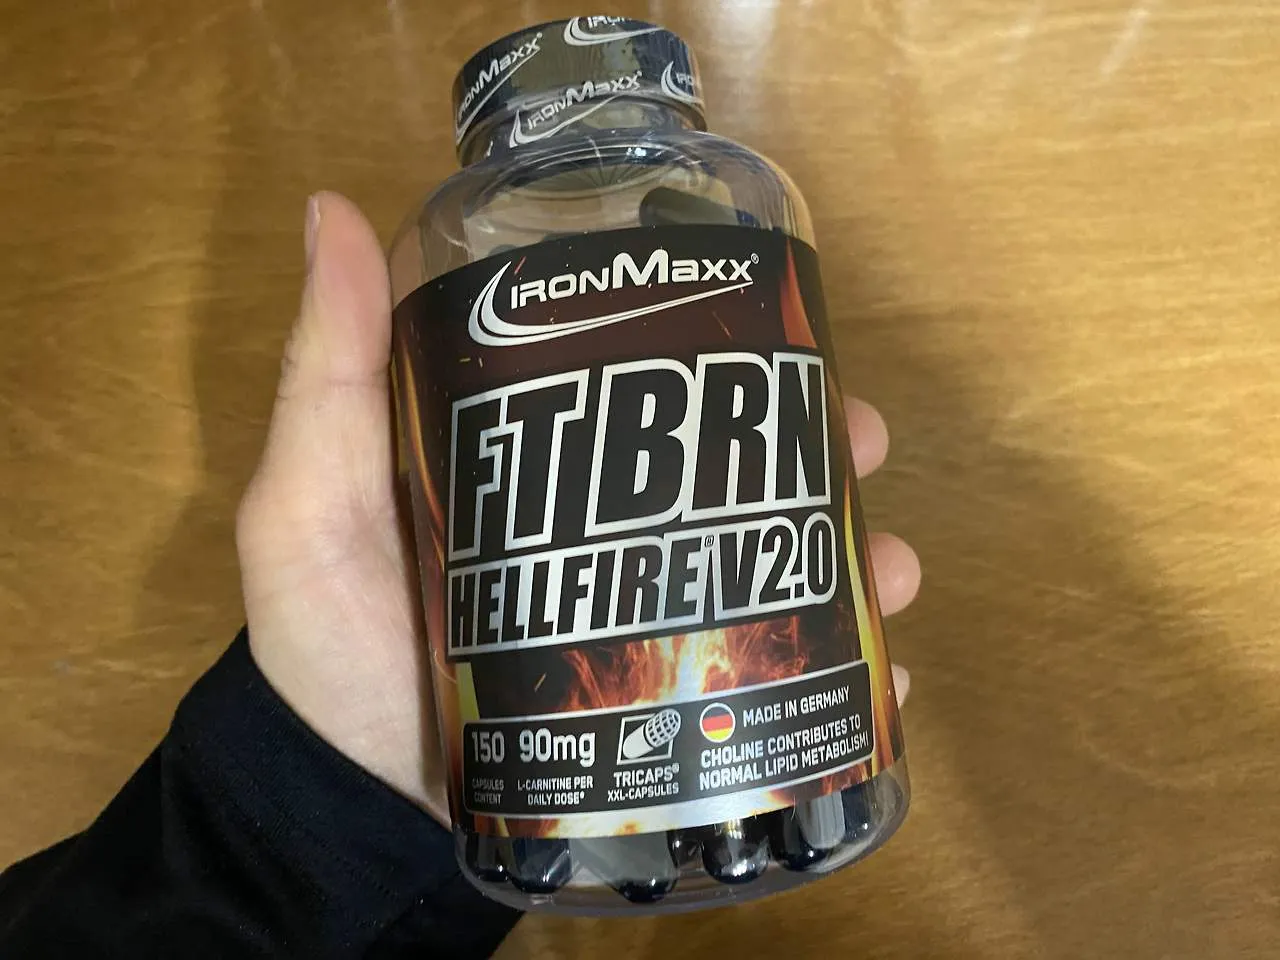 IRONMaxx®
IRONMaxx
IRONMaxx®
IRONMaxx®
FT BRN
HELLFIRE® V2.0
150
CAPSULES
CONTENT
90mg
L-CARNITINE PER
DAILY DOSE*
TRICAPS®
XXL-CAPSULES
MADE IN GERMANY
CHOLINE CONTRIBUTES TO
NORMAL LIPID METABOLISM!